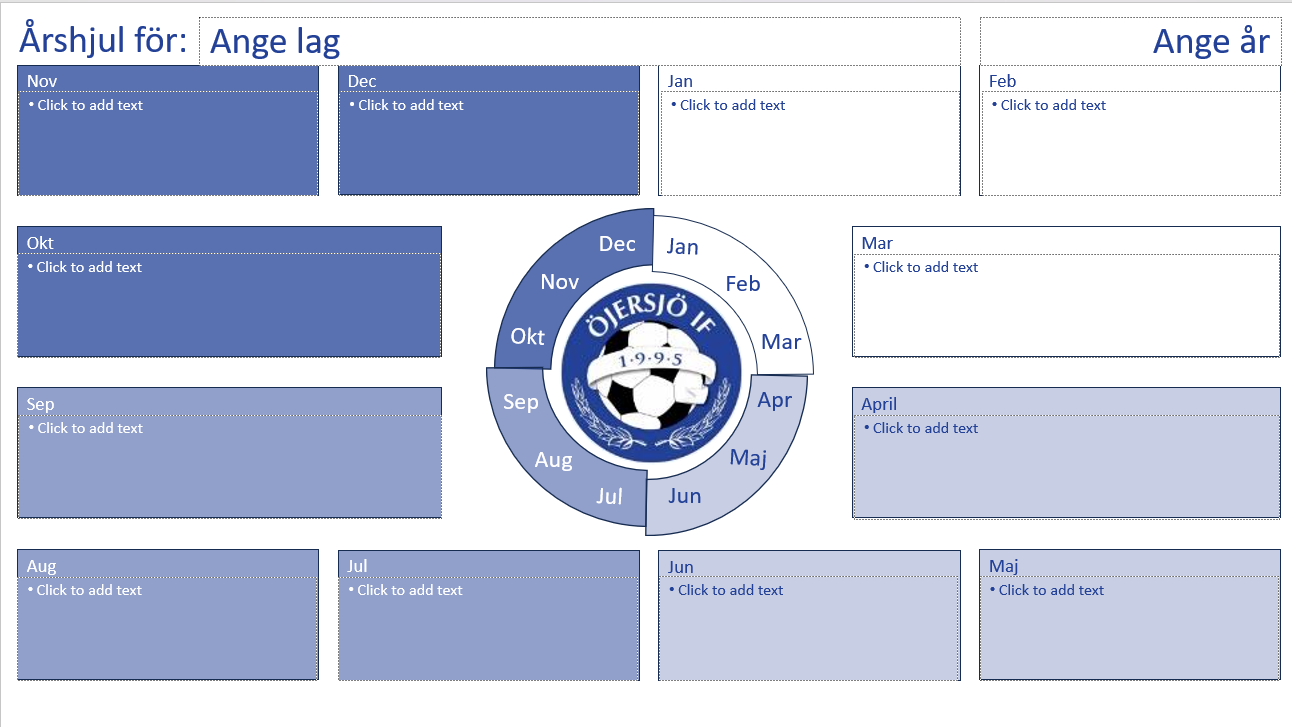 Årshjul för: Ange lag
Ange år
Nov
• Click to add text
Dec
• Click to add text
Jan
• Click to add text
Feb
• Click to add text
Okt
• Click to add text
Mar
• Click to add text
Sep
• Click to add text
April
• Click to add text
Aug
• Click to add text
Jul
• Click to add text
Jun
• Click to add text
Maj
• Click to add text
Jan
Feb
Mar
Apr
Maj
Jun
Jul
Aug
Sep
Okt
Nov
Dec
ÖJERSJÖ IF
1·9·9·5